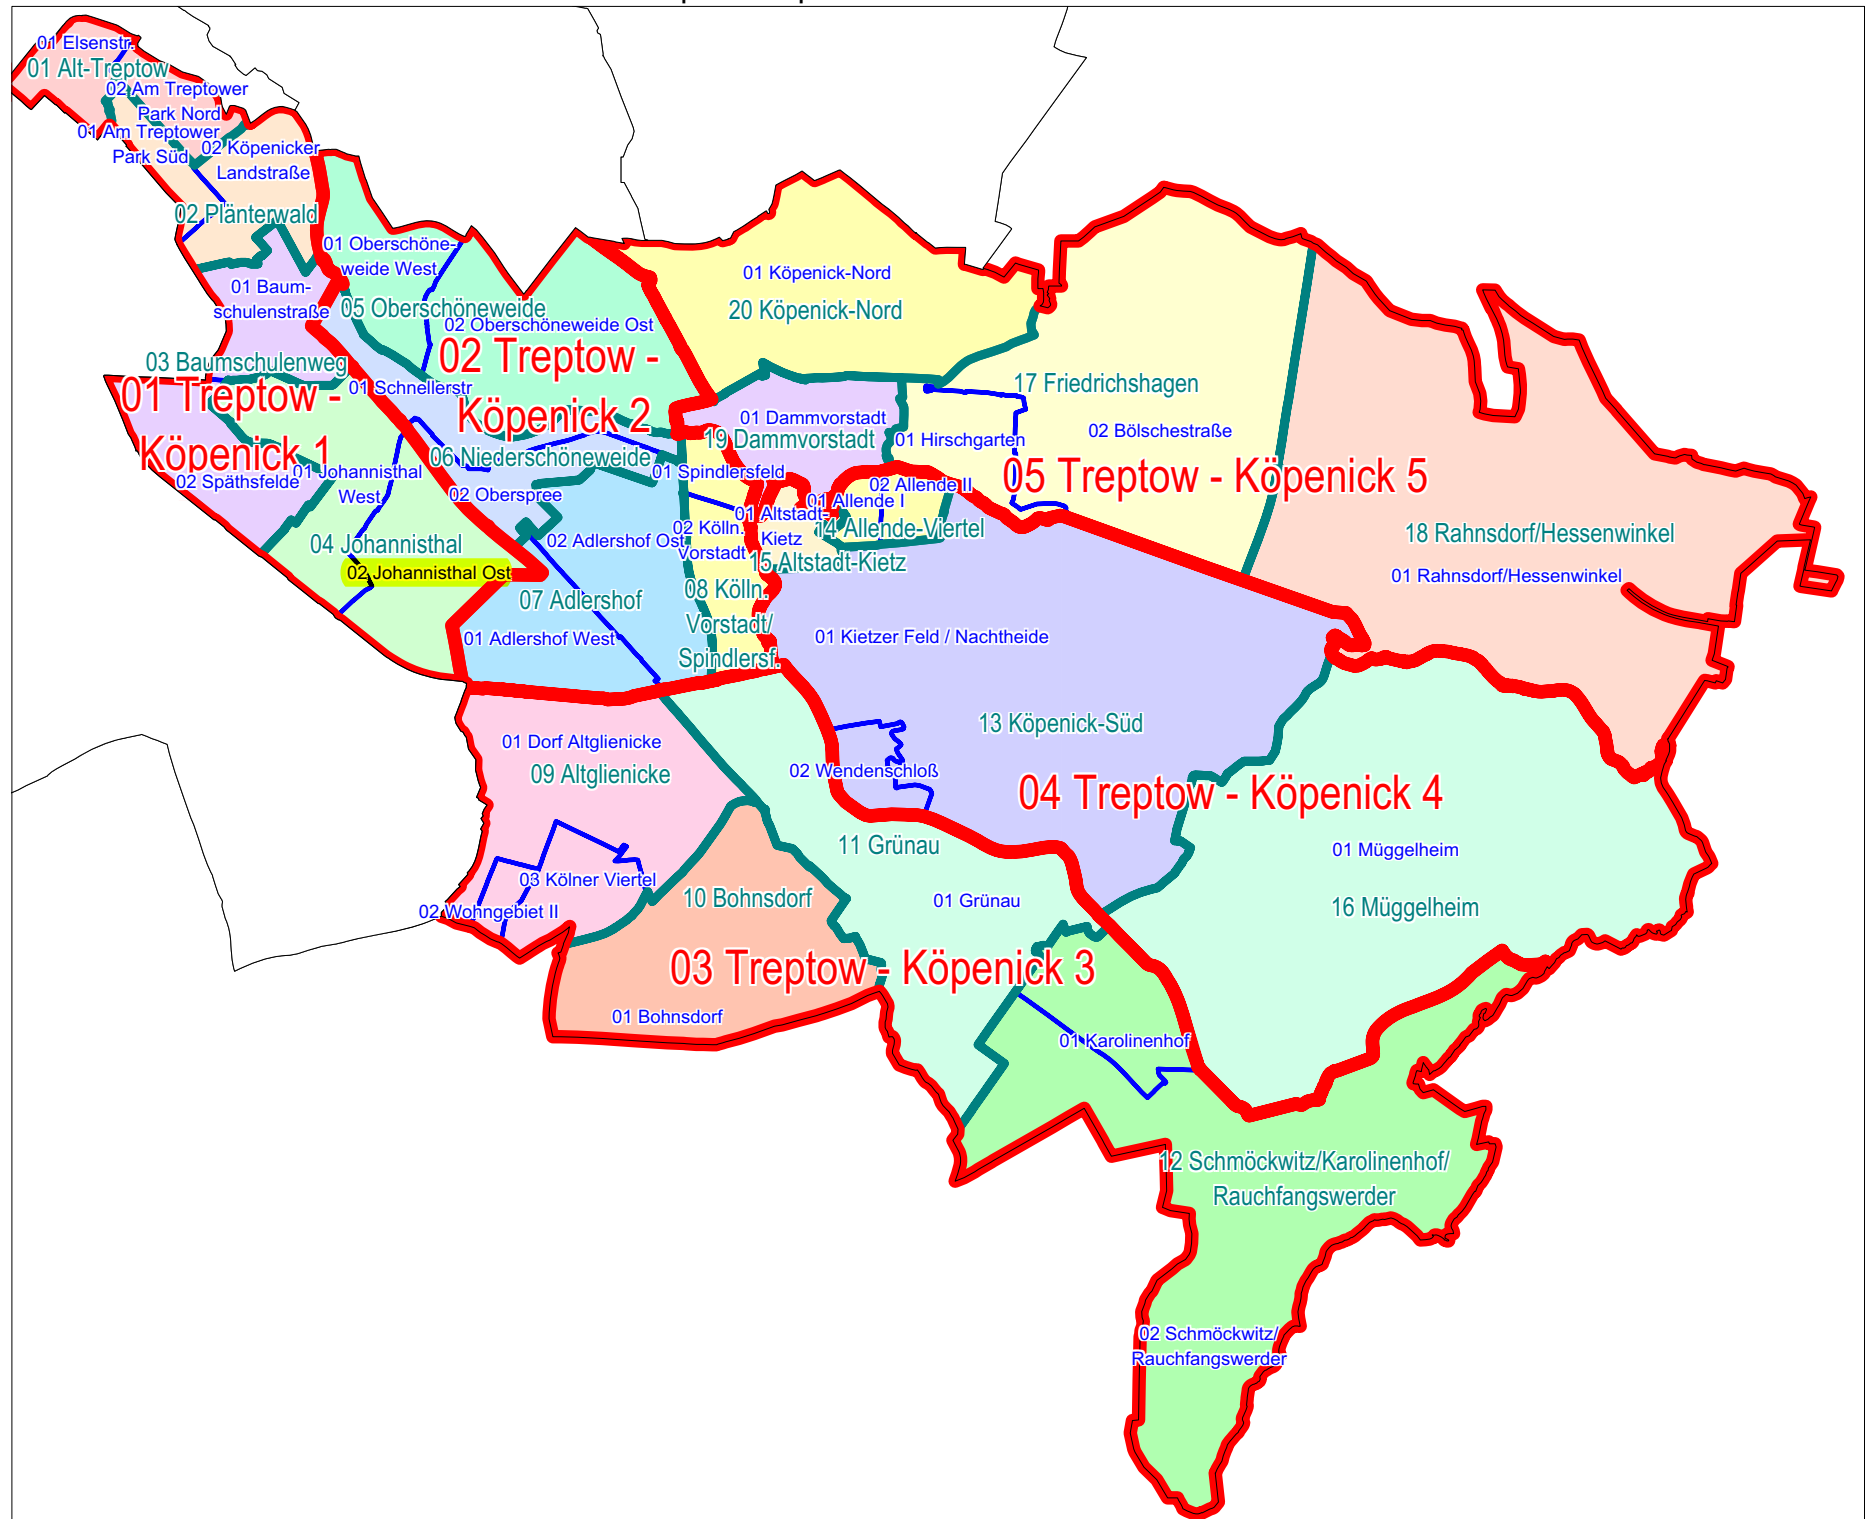 01 Elsenstr.
01 Alt-Treptow
02 Am Treptower
Park Nord
01 Am Treptower
Park Süd
02 Köpenicker
Landstraße
02 Plänterwald
01 Baum-
schulenstraße
03 Baumschulenweg
01 Treptow -
Köpenick 1
02 Späthsfelde
01 Johannisthal
West
04 Johannisthal
02 Johannisthal Ost
01 Oberschöne-
weide West
05 Oberschöneweide
02 Oberschöneweide Ost
02 Treptow -
Köpenick 2
01 Schnellerstr
06 Niederschöneweide
02 Oberspree
02 Adlershof Ost
07 Adlershof
01 Adlershof West
01 Spindlersfeld
02 Kölln.
Vorstadt
08 Kölln.
Vorstadt/
Spindlersf.
01 Köpenick-Nord
20 Köpenick-Nord
01 Dammvorstadt
19 Dammvorstadt
01 Hirschgarten
17 Friedrichshagen
02 Bölschestraße
05 Treptow - Köpenick 5
18 Rahnsdorf/Hessenwinkel
01 Rahnsdorf/Hessenwinkel
02 Allende II
01 Allende I
14 Allende-Viertel
01 Altstadt-
Kietz
15 Altstadt-Kietz
01 Kietzer Feld / Nachtheide
13 Köpenick-Süd
02 Wendenschloß
04 Treptow - Köpenick 4
01 Müggelheim
16 Müggelheim
01 Dorf Altglienicke
09 Altglienicke
03 Kölner Viertel
02 Wohngebiet II
10 Bohnsdorf
01 Bohnsdorf
11 Grünau
01 Grünau
03 Treptow - Köpenick 3
01 Karolinenhof
12 Schmöckwitz/Karolinenhof/
Rauchfangswerder
02 Schmöckwitz/
Rauchfangswerder